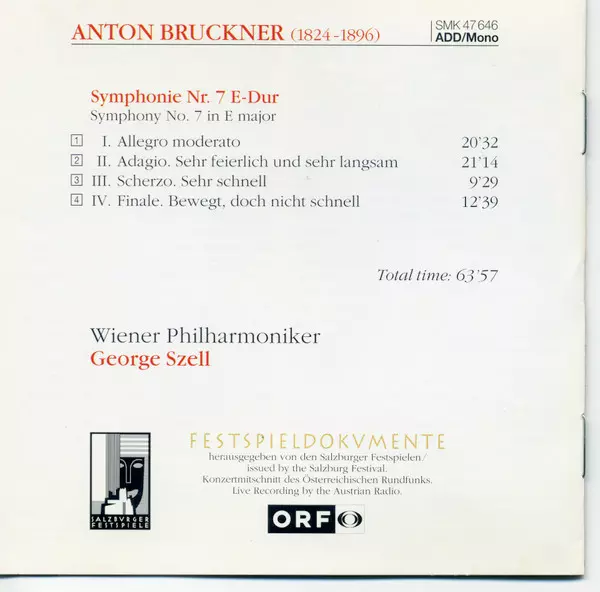 ANTON BRUCKNER (1824-1896)
SMK 47 646
ADD/Mono
Symphonie Nr. 7 E-Dur
Symphony No. 7 in E major
1 I. Allegro moderato 20'32
2 II. Adagio. Sehr feierlich und sehr langsam 21'14
3 III. Scherzo. Sehr schnell 9'29
4 IV. Finale. Bewegt, doch nicht schnell 12'39
Total time: 63'57
Wiener Philharmoniker
George Szell
FESTSPIELDOKVMENTE
herausgegeben von den Salzburger Festspielen/
issued by the Salzburg Festival.
Konzertmitschnitt des Österreichischen Rundfunks.
Live Recording by the Austrian Radio.
SALZBURGER
FESTSPIELE
ORF